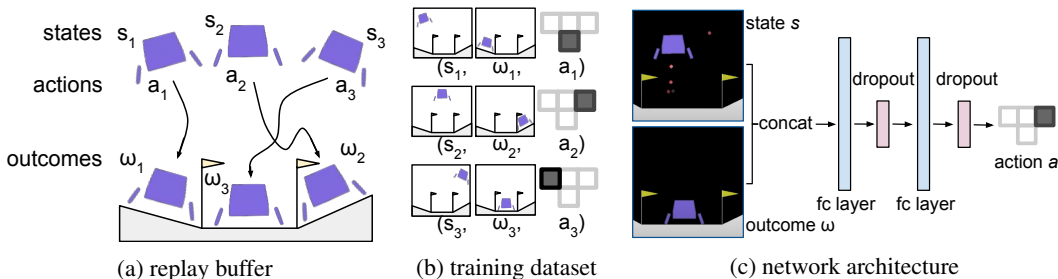 states
s1
s2
s3
a1
a2
a3
actions
outcomes
ω1
ω3
ω2
(a) replay buffer
(s1, ω1, a1)
(s2, ω2, a2)
(s3, ω3, a3)
(b) training dataset
state s
concat
dropout
dropout
action a
fc layer
fc layer
outcome ω
(c) network architecture